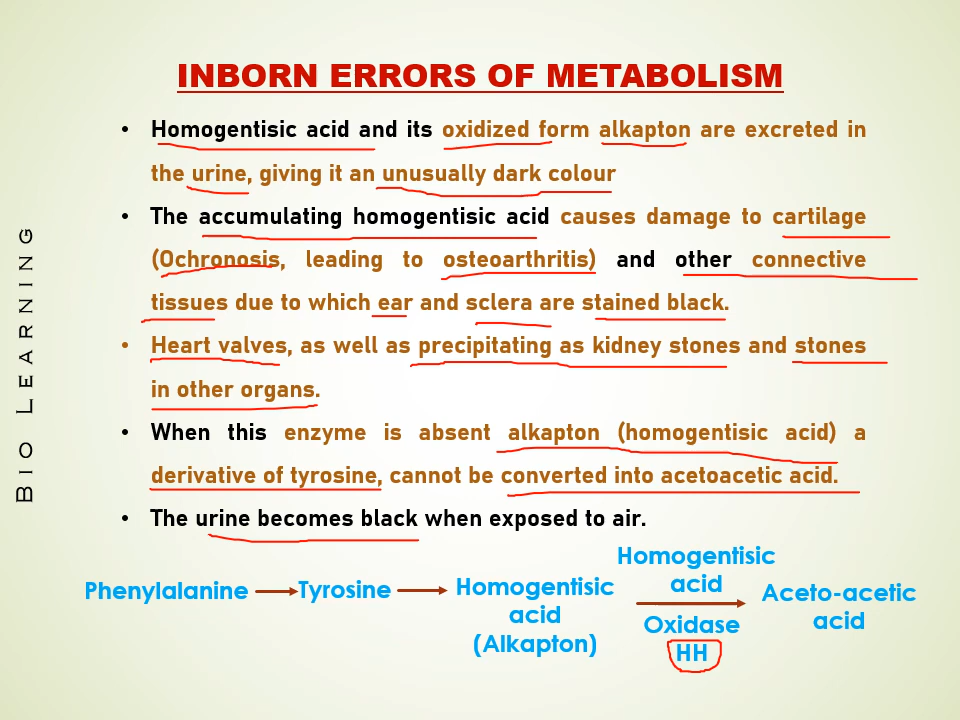 INBORN ERRORS OF METABOLISM
• Homogentisic acid and its oxidized form alkapton are excreted in
the urine, giving it an unusually dark colour
• The accumulating homogentisic acid causes damage to cartilage
(Ochronosis, leading to osteoarthritis) and other connective
tissues due to which ear and sclera are stained black.
• Heart valves, as well as precipitating as kidney stones and stones
in other organs.
• When this enzyme is absent alkapton (homogentisic acid) a
derivative of tyrosine, cannot be converted into acetoacetic acid.
• The urine becomes black when exposed to air.
Phenylalanine
Tyrosine
Homogentisic
acid
(Alkapton)
Homogentisic
acid
Oxidase
HH
Aceto-acetic
acid
Bio Learning